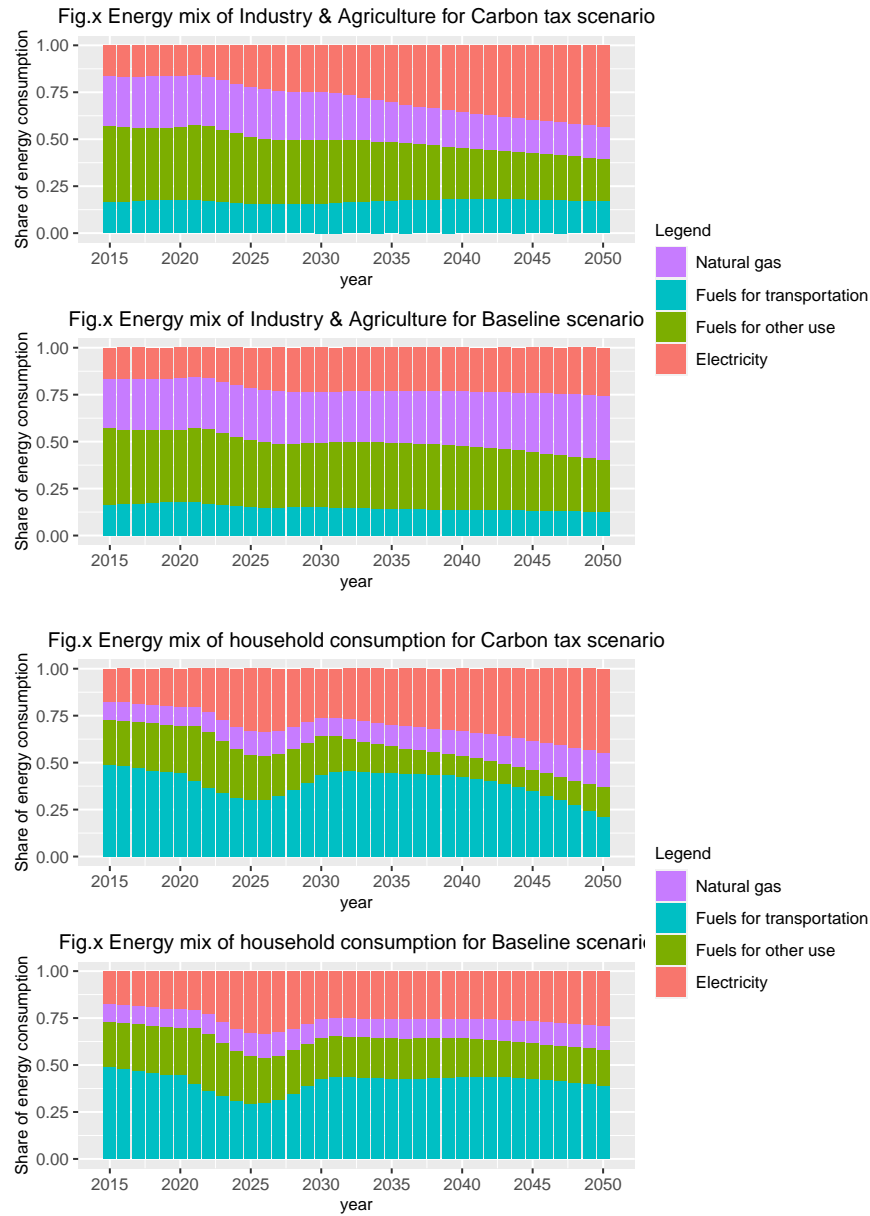 Fig.x Energy mix of Industry & Agriculture for Carbon tax scenario
Share of energy consumption
1.00
0.75
0.50
0.25
0.00
2015 2020 2025 2030 2035 2040 2045 2050
year
Fig.x Energy mix of Industry & Agriculture for Baseline scenario
Share of energy consumption
1.00
0.75
0.50
0.25
0.00
2015 2020 2025 2030 2035 2040 2045 2050
year
Legend
Natural gas
Fuels for transportation
Fuels for other use
Electricity
Fig.x Energy mix of household consumption for Carbon tax scenario
Share of energy consumption
1.00
0.75
0.50
0.25
0.00
2015 2020 2025 2030 2035 2040 2045 2050
year
Fig.x Energy mix of household consumption for Baseline scenari
Share of energy consumption
1.00
0.75
0.50
0.25
0.00
2015 2020 2025 2030 2035 2040 2045 2050
year
Legend
Natural gas
Fuels for transportation
Fuels for other use
Electricity